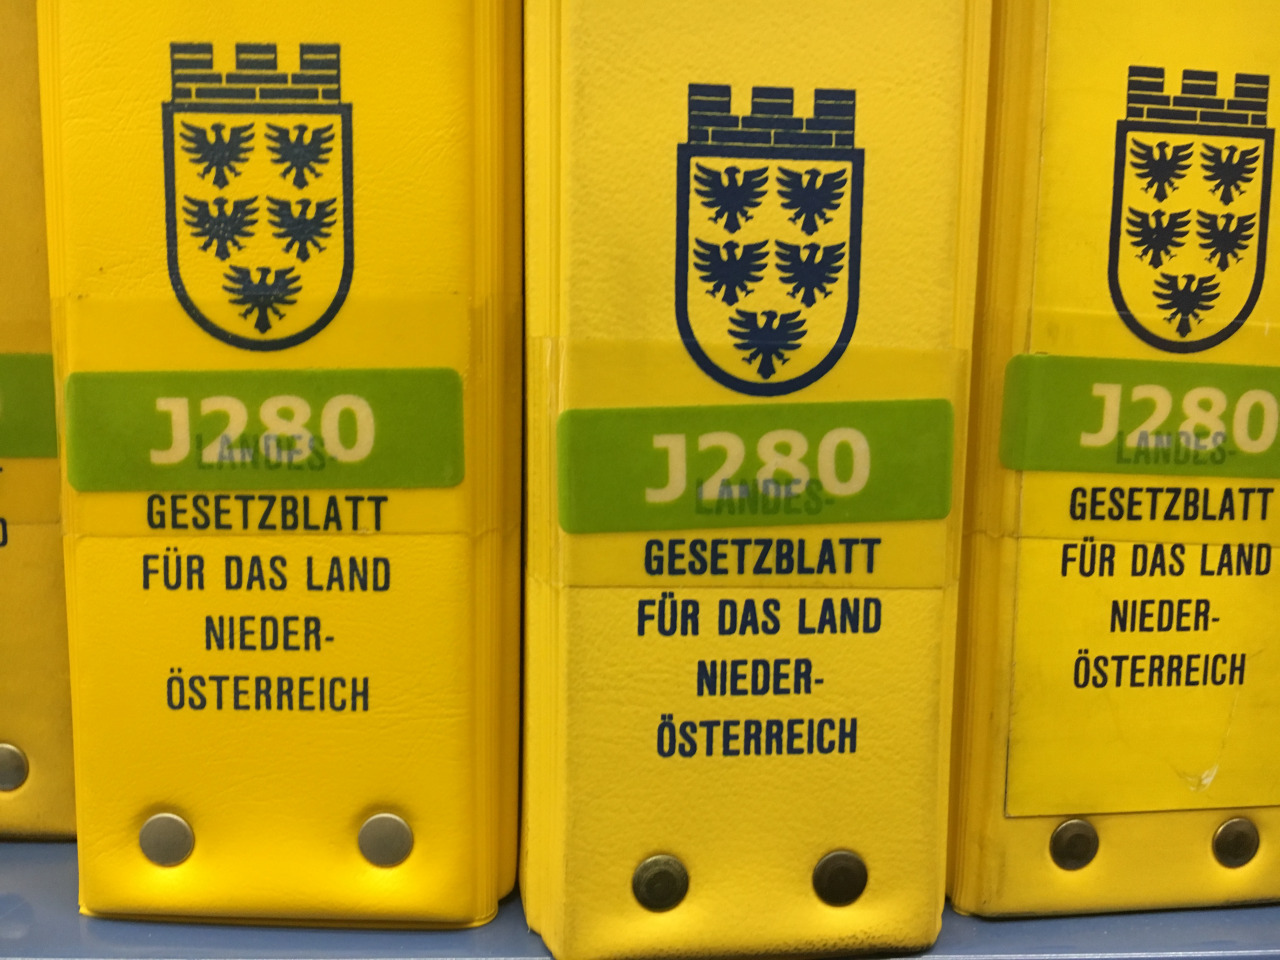 J280
LANDES-
GESETZBLATT
FÜR DAS LAND
NIEDER-
ÖSTERREICH
J280
LANDES-
GESETZBLATT
FÜR DAS LAND
NIEDER-
ÖSTERREICH
J280
LANDES-
GESETZBLATT
FÜR DAS LAND
NIEDER-
ÖSTERREICH